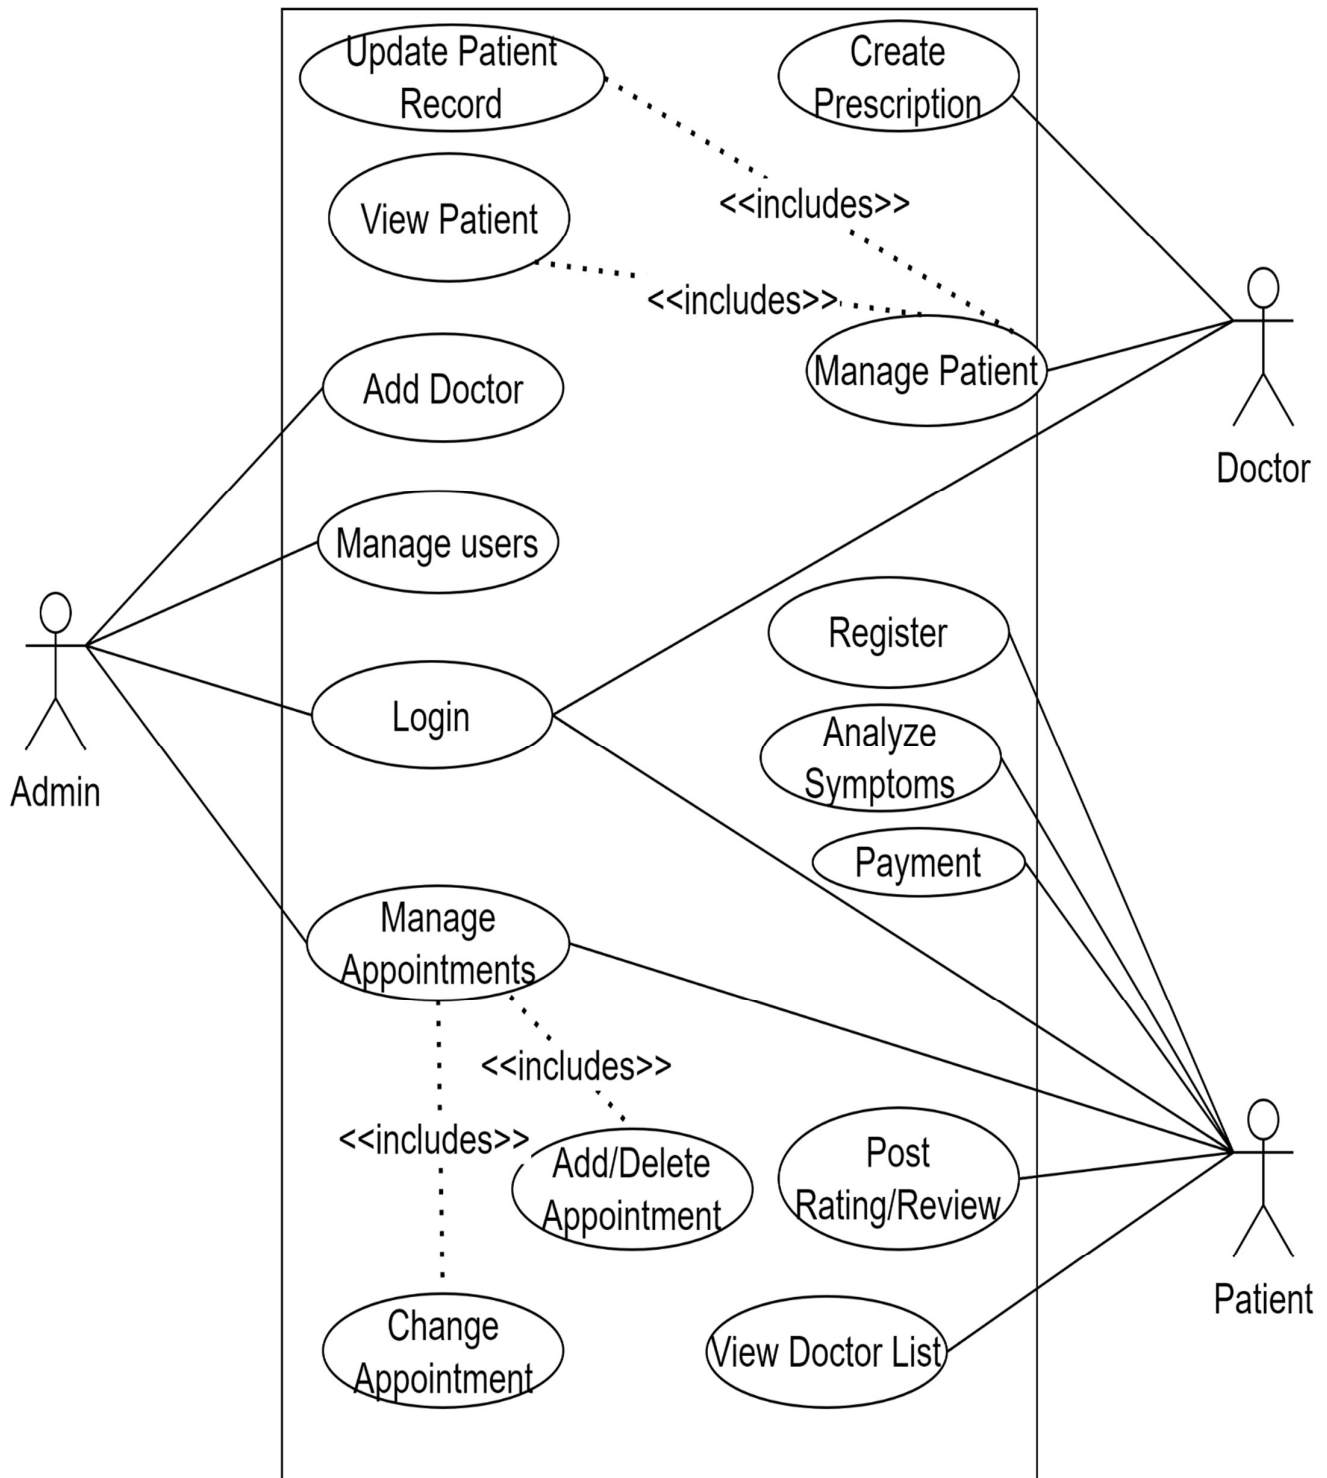 Update Patient
Record
Create
Prescription
<<includes>>
View Patient
<<includes>>
Manage Patient
Add Doctor
Doctor
Manage users
Register
Login
Analyze
Symptoms
Admin
Payment
Manage
Appointments
<<includes>>
<<includes>>
Add/Delete
Appointment
Post
Rating/Review
Patient
Change
Appointment
View Doctor List